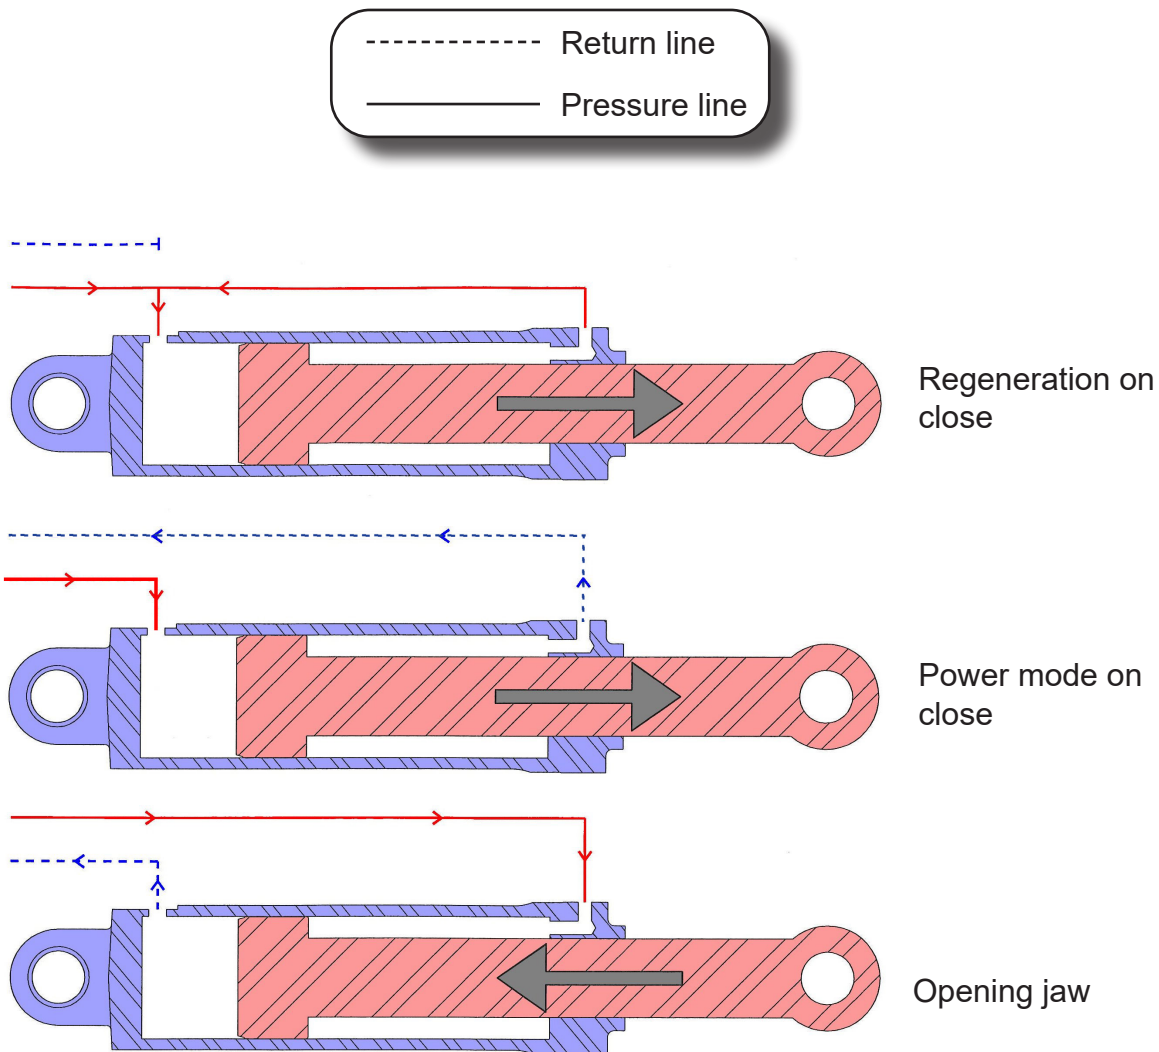 Return line
Pressure line
Regeneration on
close
Power mode on
close
Opening jaw